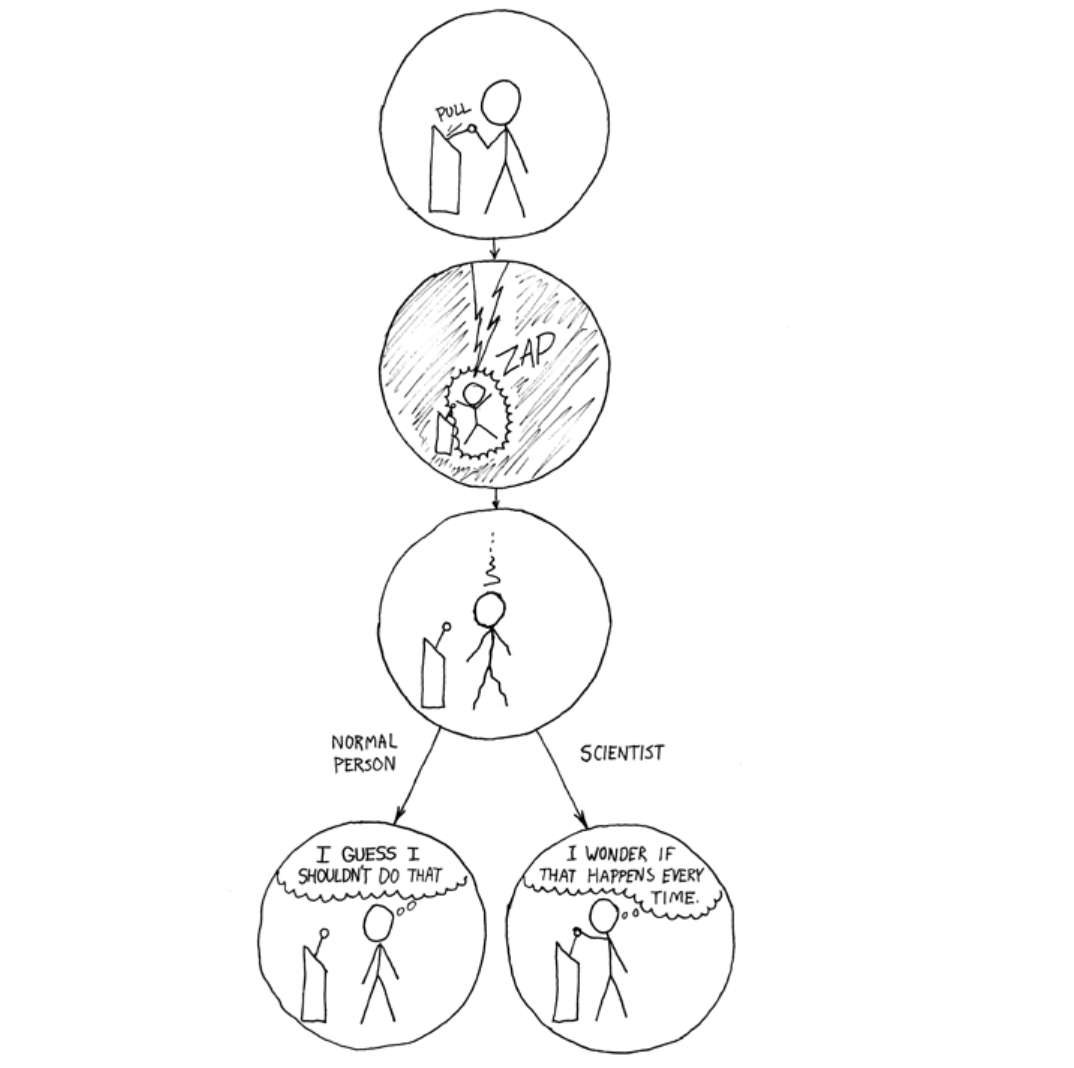 PULL
ZAP
NORMAL
PERSON
SCIENTIST
I GUESS I
SHOULDN'T DO THAT
I WONDER IF
THAT HAPPENS EVERY
TIME.